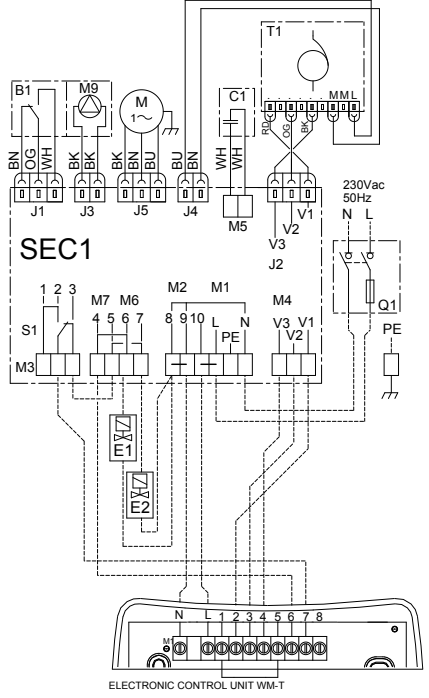 T1
B1
M9
M
1~
C1
MML
RD
OG
BK
BN
OG
WH
BK
BK
BK
BN
BU
BU
BN
WH
WH
J1
J3
J5
J4
M5
V3
V2
V1
J2
230Vac
50Hz
N L
Q1
PE
SEC1
1 2 3
S1
M3
M7 M6
4 5 6 7
M2 M1
8 9 10 L PE N
M4
V3 V2 V1
E1
E2
N L 1 2 3 4 5 6 7 8
M1
ELECTRONIC CONTROL UNIT WM-T